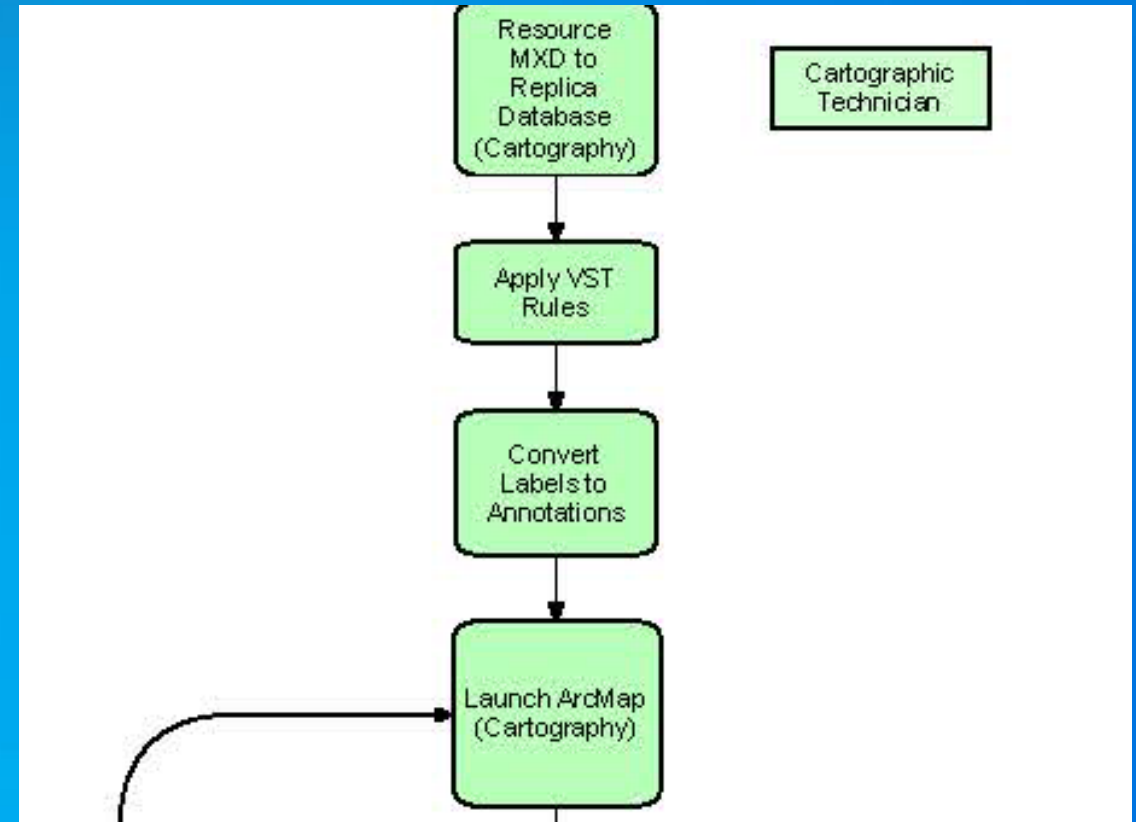 Resource
MXD to
Replica
Database
(Cartography)
Cartographic
Technician
Apply VST
Rules
Convert
Labels to
Annotations
Launch ArcMap
(Cartography)